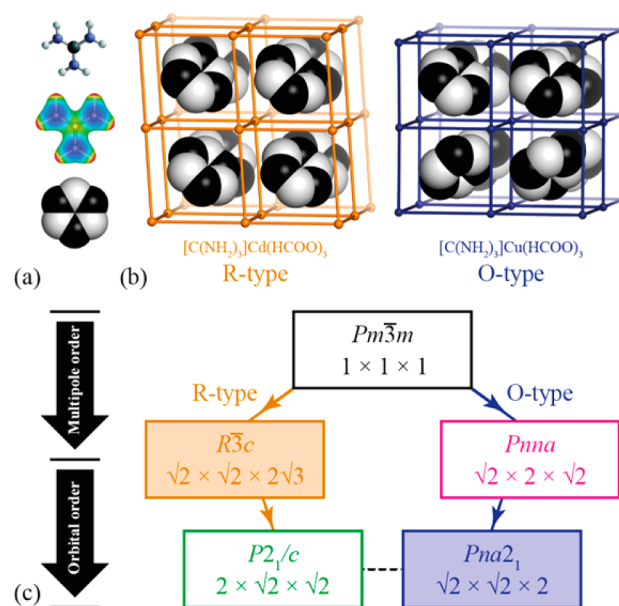 (a)
(b)
[C(NH₂)₃]Cd(HCOO)₃
R-type
[C(NH₂)₃]Cu(HCOO)₃
O-type
Multipole order
Orbital order
(c)
Pm3̅m
1 × 1 × 1
R-type
O-type
R3̅c
√2 × √2 × 2√3
Pnna
√2 × 2 × √2
P2₁/c
2 × √2 × √2
Pna2₁
√2 × √2 × 2